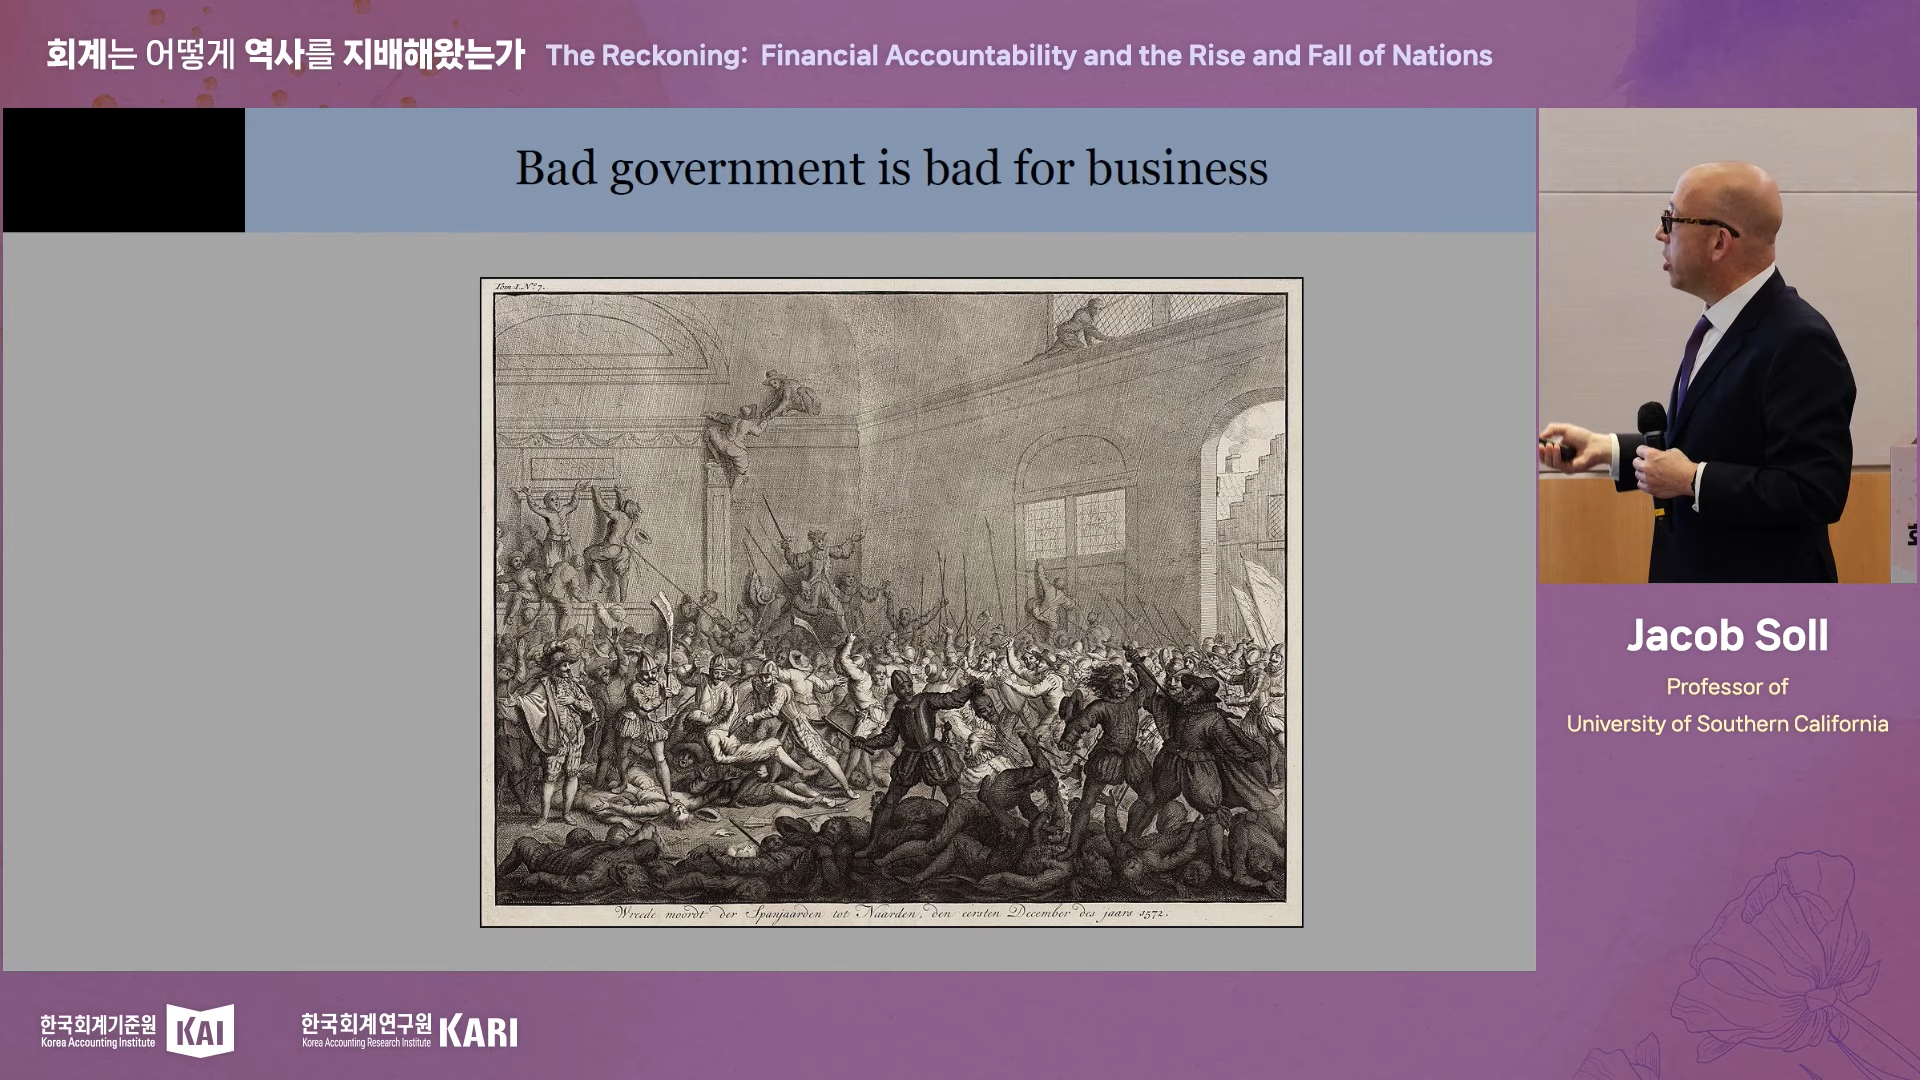 회계는 어떻게 역사를 지배해왔는가 The Reckoning: Financial Accountability and the Rise and Fall of Nations
Bad government is bad for business
Tom. I. Nº 7.
Wreede moordt der Spanjaarden tot Naarden, den eersten December des jaars 1572.
Jacob Soll
Professor of
University of Southern California
한국회계기준원 KAI
Korea Accounting Institute
한국회계연구원 KARI
Korea Accounting Research Institute